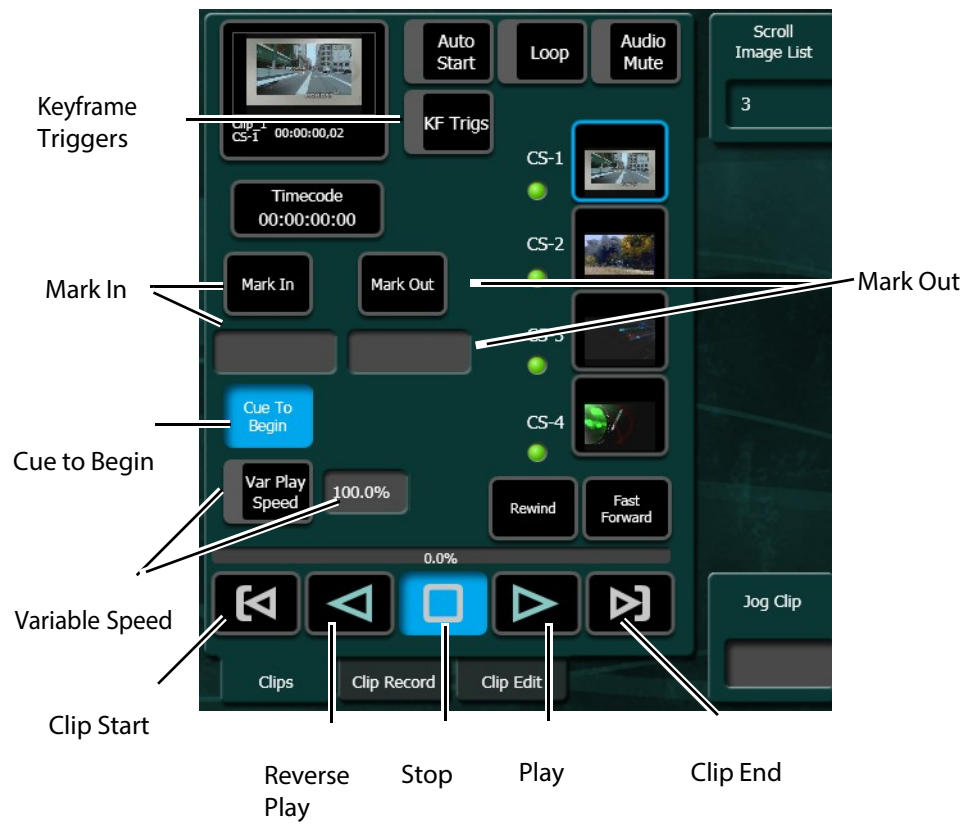 Auto
Start
Loop
Audio
Mute
Scroll
Image List
3
Keyframe
Triggers
KF Trigs
Clip_1
CS-1 00:00:00,02
CS-1
Timecode
00:00:00:00
CS-2
Mark In
Mark In
Mark Out
Mark Out
CS-3
Cue To
Begin
CS-4
Cue to Begin
Var Play
Speed
100.0%
Rewind
Fast
Forward
0.0%
Variable Speed
Jog Clip
Clips
Clip Record
Clip Edit
Clip Start
Reverse
Play
Stop
Play
Clip End